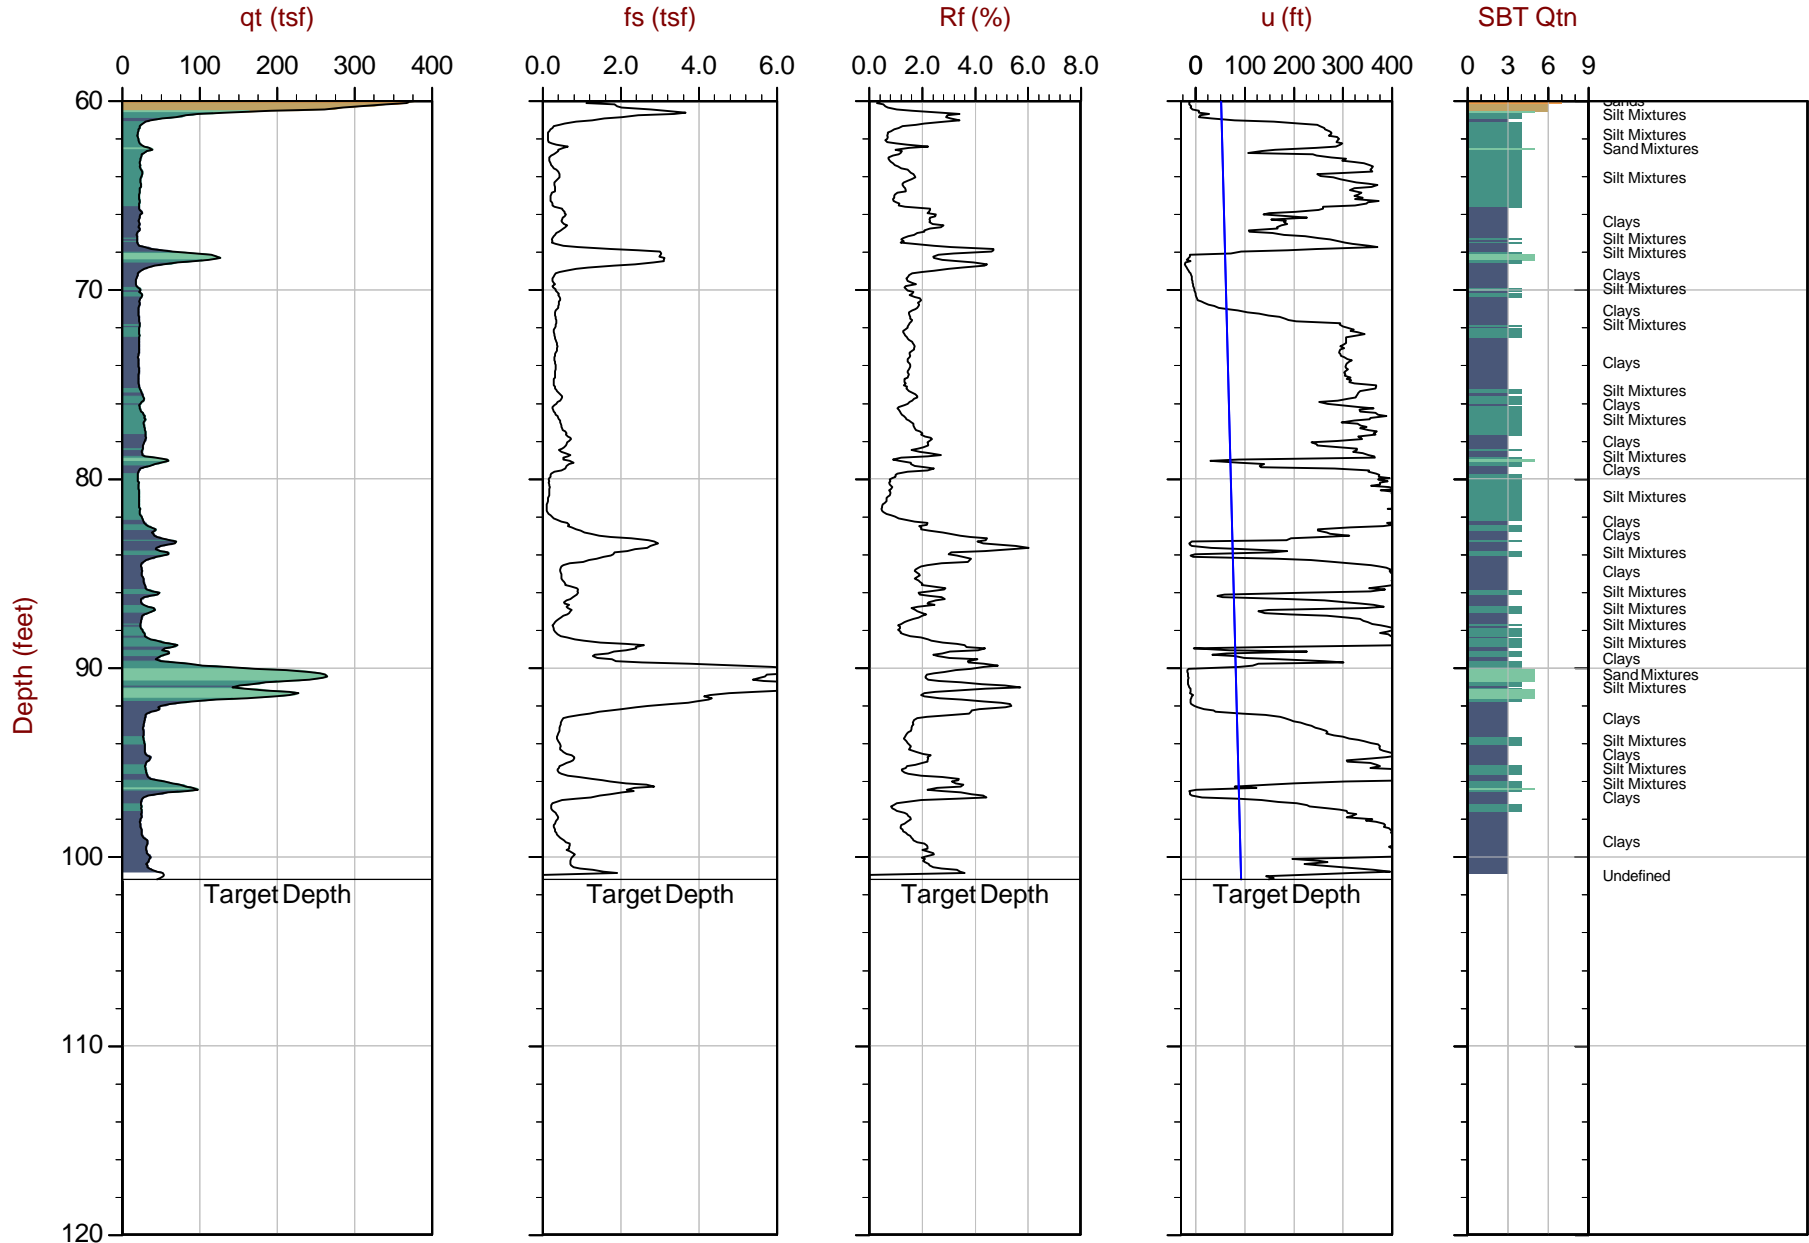 qt (tsf)
fs (tsf)
Rf (%)
u (ft)
SBT Qtn
0 100 200 300 400
0.0 2.0 4.0 6.0
0.0 2.0 4.0 6.0 8.0
0 100 200 300 400
0 3 6 9
Depth (feet)
60
70
80
90
100
110
120
Sands
Silt Mixtures
Silt Mixtures
Sand Mixtures
Silt Mixtures
Clays
Silt Mixtures
Silt Mixtures
Clays
Silt Mixtures
Clays
Silt Mixtures
Clays
Silt Mixtures
Clays
Silt Mixtures
Clays
Silt Mixtures
Clays
Silt Mixtures
Clays
Clays
Silt Mixtures
Clays
Silt Mixtures
Silt Mixtures
Silt Mixtures
Silt Mixtures
Clays
Sand Mixtures
Silt Mixtures
Clays
Silt Mixtures
Clays
Silt Mixtures
Silt Mixtures
Clays
Clays
Undefined
Target Depth
Target Depth
Target Depth
Target Depth